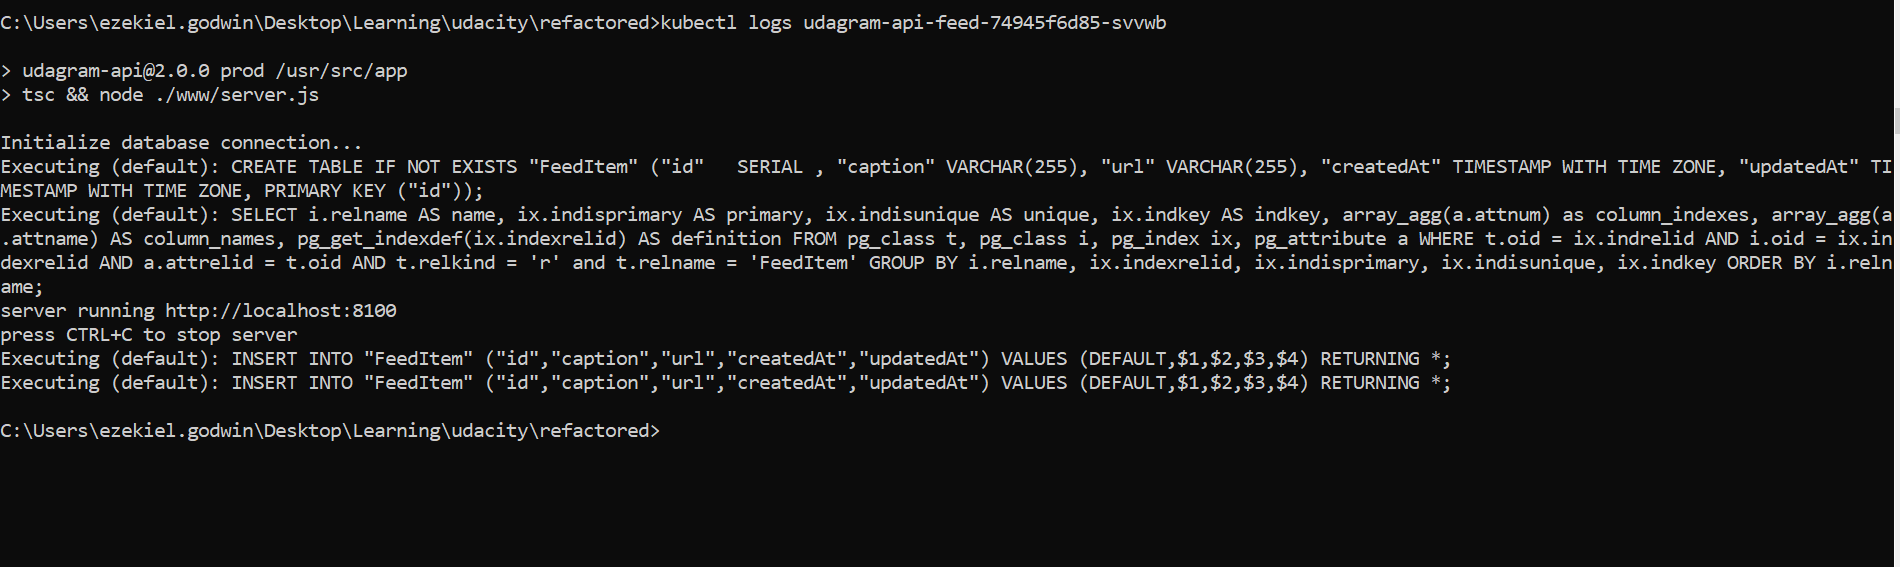 C:\Users\ezekiel.godwin\Desktop\Learning\udacity\refactored>kubectl logs udagram-api-feed-74945f6d85-svvwb
> udagram-api@2.0.0 prod /usr/src/app
> tsc && node ./www/server.js
Initialize database connection...
Executing (default): CREATE TABLE IF NOT EXISTS "FeedItem" ("id"   SERIAL , "caption" VARCHAR(255), "url" VARCHAR(255), "createdAt" TIMESTAMP WITH TIME ZONE, "updatedAt" TI
MESTAMP WITH TIME ZONE, PRIMARY KEY ("id"));
Executing (default): SELECT i.relname AS name, ix.indisprimary AS primary, ix.indisunique AS unique, ix.indkey AS indkey, array_agg(a.attnum) as column_indexes, array_agg(a
.attname) AS column_names, pg_get_indexdef(ix.indexrelid) AS definition FROM pg_class t, pg_class i, pg_index ix, pg_attribute a WHERE t.oid = ix.indrelid AND i.oid = ix.in
dexrelid AND a.attrelid = t.oid AND t.relkind = 'r' and t.relname = 'FeedItem' GROUP BY i.relname, ix.indexrelid, ix.indisprimary, ix.indisunique, ix.indkey ORDER BY i.reln
ame;
server running http://localhost:8100
press CTRL+C to stop server
Executing (default): INSERT INTO "FeedItem" ("id","caption","url","createdAt","updatedAt") VALUES (DEFAULT,$1,$2,$3,$4) RETURNING *;
Executing (default): INSERT INTO "FeedItem" ("id","caption","url","createdAt","updatedAt") VALUES (DEFAULT,$1,$2,$3,$4) RETURNING *;
C:\Users\ezekiel.godwin\Desktop\Learning\udacity\refactored>